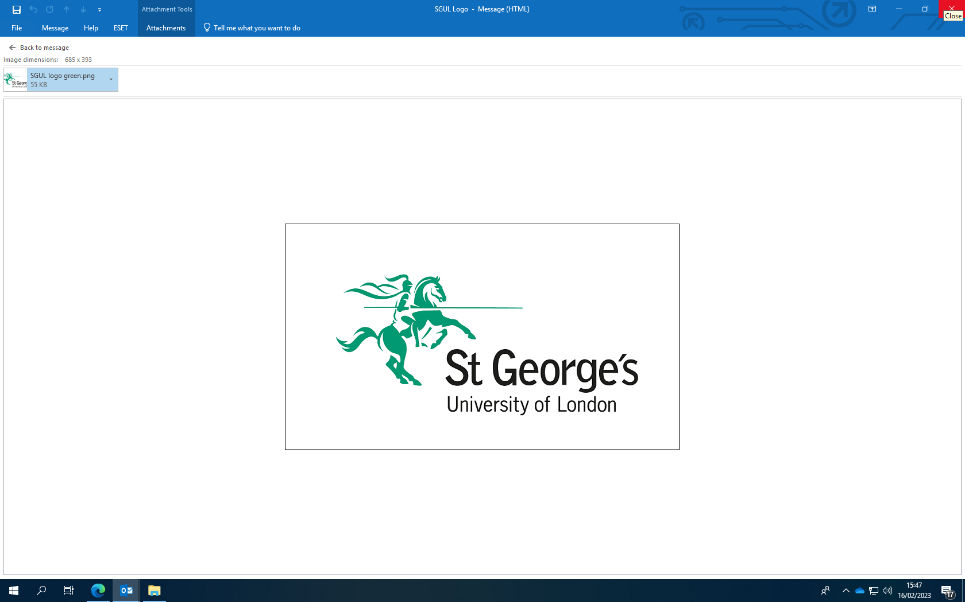 Attachment Tools
SGUL Logo - Message (HTML)
File
Message
Help
ESET
Attachments
Tell me what you want to do
Close
Back to message
Image dimensions: 685 x 393
SGUL logo green.png
55 KB
St George's
University of London
15:47
16/02/2023
17